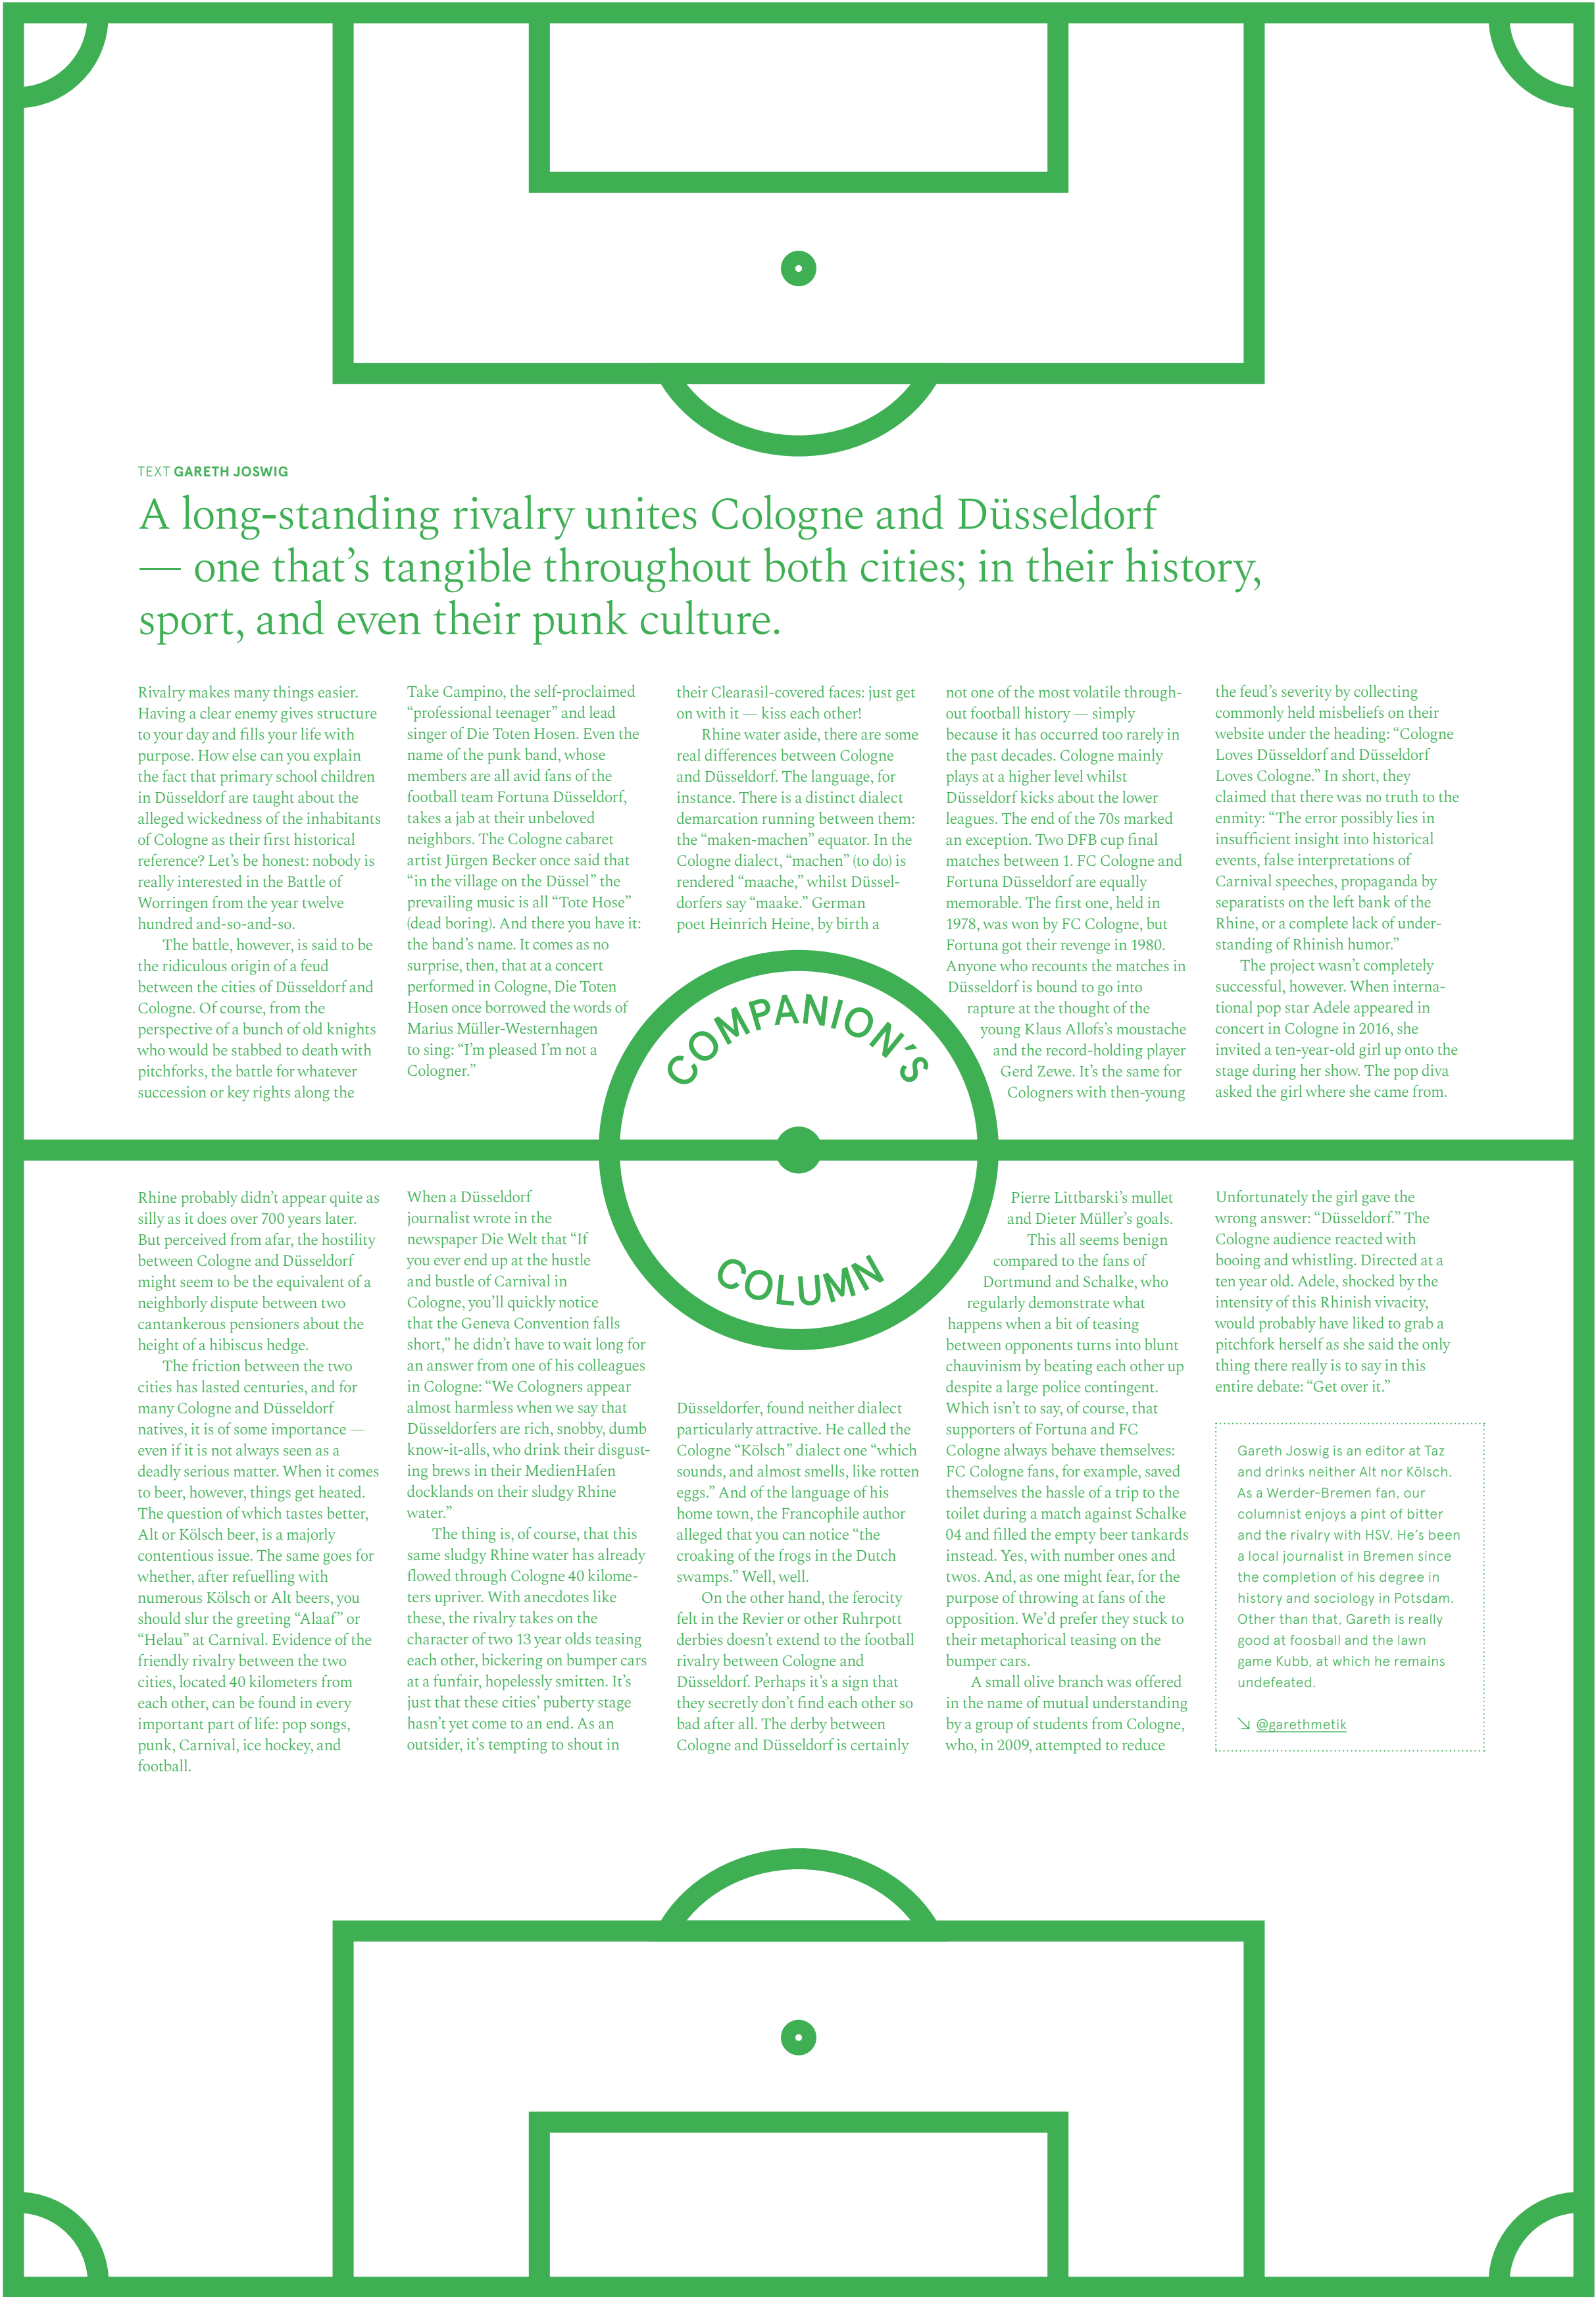 TEXT GARETH JOSWIG
A long-standing rivalry unites Cologne and Düsseldorf
— one that’s tangible throughout both cities; in their history,
sport, and even their punk culture.
Rivalry makes many things easier.
Having a clear enemy gives structure
to your day and fills your life with
purpose. How else can you explain
the fact that primary school children
in Düsseldorf are taught about the
alleged wickedness of the inhabitants
of Cologne as their first historical
reference? Let’s be honest: nobody is
really interested in the Battle of
Worringen from the year twelve
hundred and-so-and-so.
The battle, however, is said to be
the ridiculous origin of a feud
between the cities of Düsseldorf and
Cologne. Of course, from the
perspective of a bunch of old knights
who would be stabbed to death with
pitchforks, the battle for whatever
succession or key rights along the
Rhine probably didn’t appear quite as
silly as it does over 700 years later.
But perceived from afar, the hostility
between Cologne and Düsseldorf
might seem to be the equivalent of a
neighborly dispute between two
cantankerous pensioners about the
height of a hibiscus hedge.
The friction between the two
cities has lasted centuries, and for
many Cologne and Düsseldorf
natives, it is of some importance —
even if it is not always seen as a
deadly serious matter. When it comes
to beer, however, things get heated.
The question of which tastes better,
Alt or Kölsch beer, is a majorly
contentious issue. The same goes for
whether, after refuelling with
numerous Kölsch or Alt beers, you
should slur the greeting “Alaaf” or
“Helau” at Carnival. Evidence of the
friendly rivalry between the two
cities, located 40 kilometers from
each other, can be found in every
important part of life: pop songs,
punk, Carnival, ice hockey, and
football.
Take Campino, the self-proclaimed
“professional teenager” and lead
singer of Die Toten Hosen. Even the
name of the punk band, whose
members are all avid fans of the
football team Fortuna Düsseldorf,
takes a jab at their unbeloved
neighbors. The Cologne cabaret
artist Jürgen Becker once said that
“in the village on the Düssel” the
prevailing music is all “Tote Hose”
(dead boring). And there you have it:
the band’s name. It comes as no
surprise, then, that at a concert
performed in Cologne, Die Toten
Hosen once borrowed the words of
Marius Müller-Westernhagen
to sing: “I’m pleased I’m not a
Cologner.”
When a Düsseldorf
journalist wrote in the
newspaper Die Welt that “If
you ever end up at the hustle
and bustle of Carnival in
Cologne, you’ll quickly notice
that the Geneva Convention falls
short,” he didn’t have to wait long for
an answer from one of his colleagues
in Cologne: “We Cologners appear
almost harmless when we say that
Düsseldorfers are rich, snobby, dumb
know-it-alls, who drink their disgust-
ing brews in their MedienHafen
docklands on their sludgy Rhine
water.”
The thing is, of course, that this
same sludgy Rhine water has already
flowed through Cologne 40 kilome-
ters upriver. With anecdotes like
these, the rivalry takes on the
character of two 13 year olds teasing
each other, bickering on bumper cars
at a funfair, hopelessly smitten. It’s
just that these cities’ puberty stage
hasn’t yet come to an end. As an
outsider, it’s tempting to shout in
their Clearasil-covered faces: just get
on with it — kiss each other!
Rhine water aside, there are some
real differences between Cologne
and Düsseldorf. The language, for
instance. There is a distinct dialect
demarcation running between them:
the “maken-machen” equator. In the
Cologne dialect, “machen” (to do) is
rendered “maache,” whilst Düssel-
dorfers say “maake.” German
poet Heinrich Heine, by birth a
COMPANION’S
COLUMN
Düsseldorfer, found neither dialect
particularly attractive. He called the
Cologne “Kölsch” dialect one “which
sounds, and almost smells, like rotten
eggs.” And of the language of his
home town, the Francophile author
alleged that you can notice “the
croaking of the frogs in the Dutch
swamps.” Well, well.
On the other hand, the ferocity
felt in the Revier or other Ruhrpott
derbies doesn’t extend to the football
rivalry between Cologne and
Düsseldorf. Perhaps it’s a sign that
they secretly don’t find each other so
bad after all. The derby between
Cologne and Düsseldorf is certainly
not one of the most volatile through-
out football history — simply
because it has occurred too rarely in
the past decades. Cologne mainly
plays at a higher level whilst
Düsseldorf kicks about the lower
leagues. The end of the 70s marked
an exception. Two DFB cup final
matches between 1. FC Cologne and
Fortuna Düsseldorf are equally
memorable. The first one, held in
1978, was won by FC Cologne, but
Fortuna got their revenge in 1980.
Anyone who recounts the matches in
Düsseldorf is bound to go into
rapture at the thought of the
young Klaus Allofs’s moustache
and the record-holding player
Gerd Zewe. It’s the same for
Cologners with then-young
Pierre Littbarski’s mullet
and Dieter Müller’s goals.
This all seems benign
compared to the fans of
Dortmund and Schalke, who
regularly demonstrate what
happens when a bit of teasing
between opponents turns into blunt
chauvinism by beating each other up
despite a large police contingent.
Which isn’t to say, of course, that
supporters of Fortuna and FC
Cologne always behave themselves:
FC Cologne fans, for example, saved
themselves the hassle of a trip to the
toilet during a match against Schalke
04 and filled the empty beer tankards
instead. Yes, with number ones and
twos. And, as one might fear, for the
purpose of throwing at fans of the
opposition. We’d prefer they stuck to
their metaphorical teasing on the
bumper cars.
A small olive branch was offered
in the name of mutual understanding
by a group of students from Cologne,
who, in 2009, attempted to reduce
the feud’s severity by collecting
commonly held misbeliefs on their
website under the heading: “Cologne
Loves Düsseldorf and Düsseldorf
Loves Cologne.” In short, they
claimed that there was no truth to the
enmity: “The error possibly lies in
insufficient insight into historical
events, false interpretations of
Carnival speeches, propaganda by
separatists on the left bank of the
Rhine, or a complete lack of under-
standing of Rhinish humor.”
The project wasn’t completely
successful, however. When interna-
tional pop star Adele appeared in
concert in Cologne in 2016, she
invited a ten-year-old girl up onto the
stage during her show. The pop diva
asked the girl where she came from.
Unfortunately the girl gave the
wrong answer: “Düsseldorf.” The
Cologne audience reacted with
booing and whistling. Directed at a
ten year old. Adele, shocked by the
intensity of this Rhinish vivacity,
would probably have liked to grab a
pitchfork herself as she said the only
thing there really is to say in this
entire debate: “Get over it.”
Gareth Joswig is an editor at Taz
and drinks neither Alt nor Kölsch.
As a Werder-Bremen fan, our
columnist enjoys a pint of bitter
and the rivalry with HSV. He’s been
a local journalist in Bremen since
the completion of his degree in
history and sociology in Potsdam.
Other than that, Gareth is really
good at foosball and the lawn
game Kubb, at which he remains
undefeated.
↘ @garethmetik